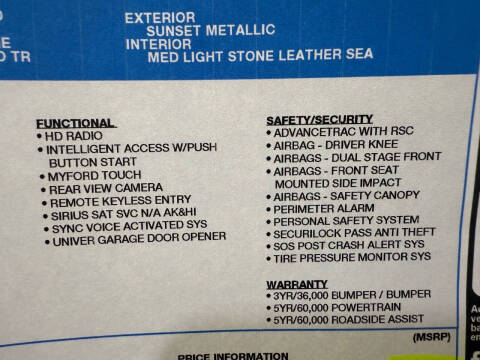 EXTERIOR
SUNSET METALLIC
INTERIOR
TR
MED LIGHT STONE LEATHER SEA
FUNCTIONAL
• HD RADIO
• INTELLIGENT ACCESS W/PUSH
BUTTON START
• MYFORD TOUCH
• REAR VIEW CAMERA
• REMOTE KEYLESS ENTRY
• SIRIUS SAT SVC N/A AK&HI
• SYNC VOICE ACTIVATED SYS
• UNIVER GARAGE DOOR OPENER
SAFETY/SECURITY
• ADVANCETRAC WITH RSC
• AIRBAG - DRIVER KNEE
• AIRBAGS - DUAL STAGE FRONT
• AIRBAGS - FRONT SEAT
MOUNTED SIDE IMPACT
• AIRBAGS - SAFETY CANOPY
• PERIMETER ALARM
• PERSONAL SAFETY SYSTEM
• SECURILOCK PASS ANTI THEFT
• SOS POST CRASH ALERT SYS
• TIRE PRESSURE MONITOR SYS
WARRANTY
• 3YR/36,000 BUMPER / BUMPER
• 5YR/60,000 POWERTRAIN
• 5YR/60,000 ROADSIDE ASSIST
(MSRP)
PRICE INFORMATION